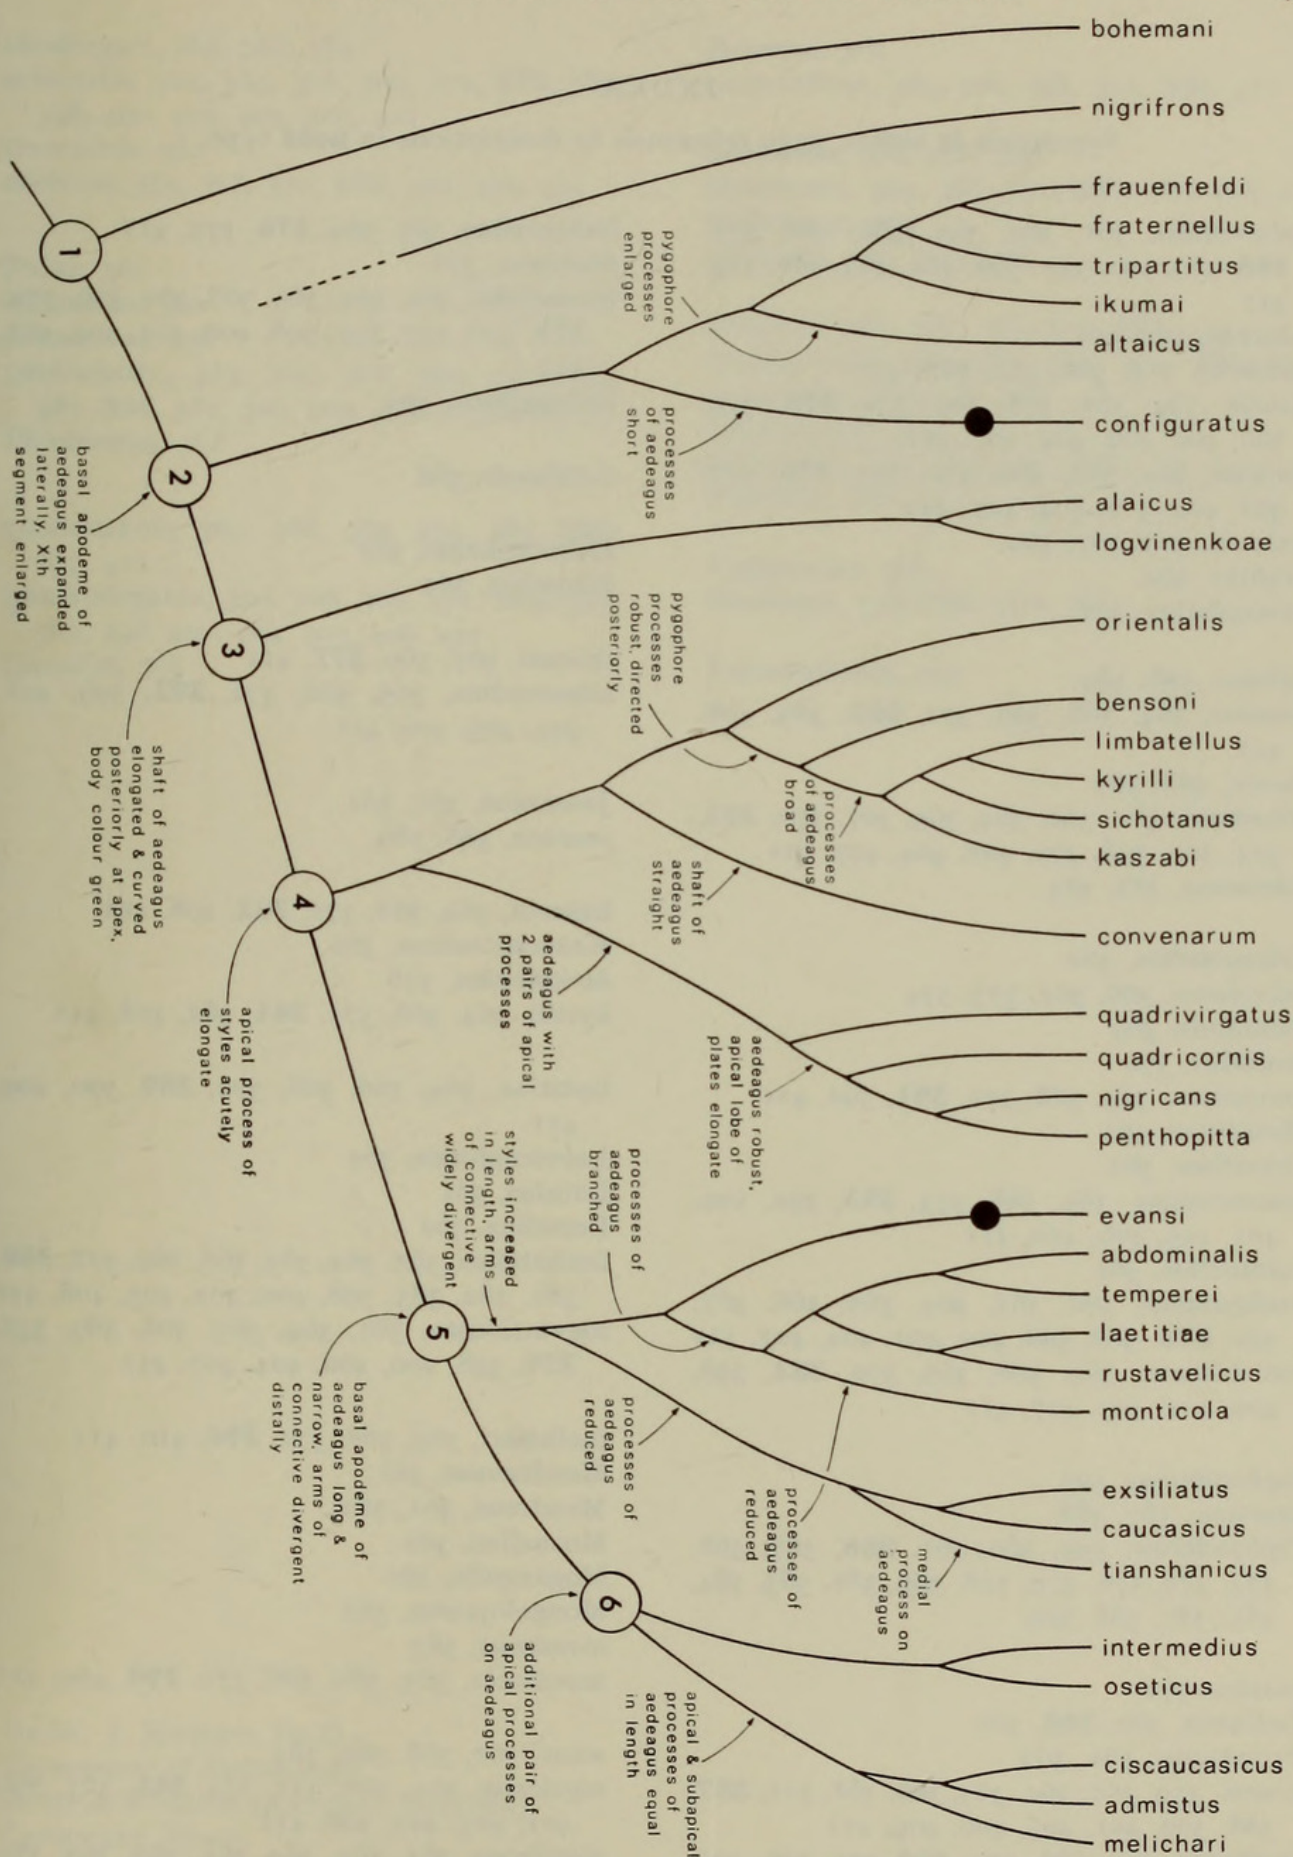 bohemani
nigrifrons
frauenfeldi
fraternellus
tripartitus
ikumai
altaicus
configuratus
alaicus
logvinenkoae
orientalis
bensoni
limbatellus
kyrilli
sichotanus
kaszabi
convenarum
quadrivirgatus
quadricornis
nigricans
penthopitta
evansi
abdominalis
temperei
laetitiae
rustavelicus
monticola
exsiliatus
caucasicus
tianshanicus
intermedius
oseticus
ciscaucasicus
admistus
melichari
pygophore
processes
enlarged
processes
of aedeagus
short
1
2
basal apodeme of
aedeagus expanded
laterally, Xth
segment enlarged
3
shaft of aedeagus
elongated & curved
posteriorly at apex,
body colour green
pygophore
processes
robust, directed
posteriorly
processes
of aedeagus
broad
shaft of
aedeagus
straight
4
apical process of
styles acutely
elongate
aedeagus with
2 pairs of apical
processes
aedeagus robust,
apical lobe of
plates elongate
styles increased
in length, arms
of connective
widely divergent
processes of
aedeagus
branched
5
basal apodeme of
aedeagus long &
narrow, arms of
connective divergent
distally
processes of
aedeagus
reduced
processes of
aedeagus
reduced
medial
process on
aedeagus
6
additional pair of
apical processes
on aedeagus
apical & subapical
processes of
aedeagus equal
in length